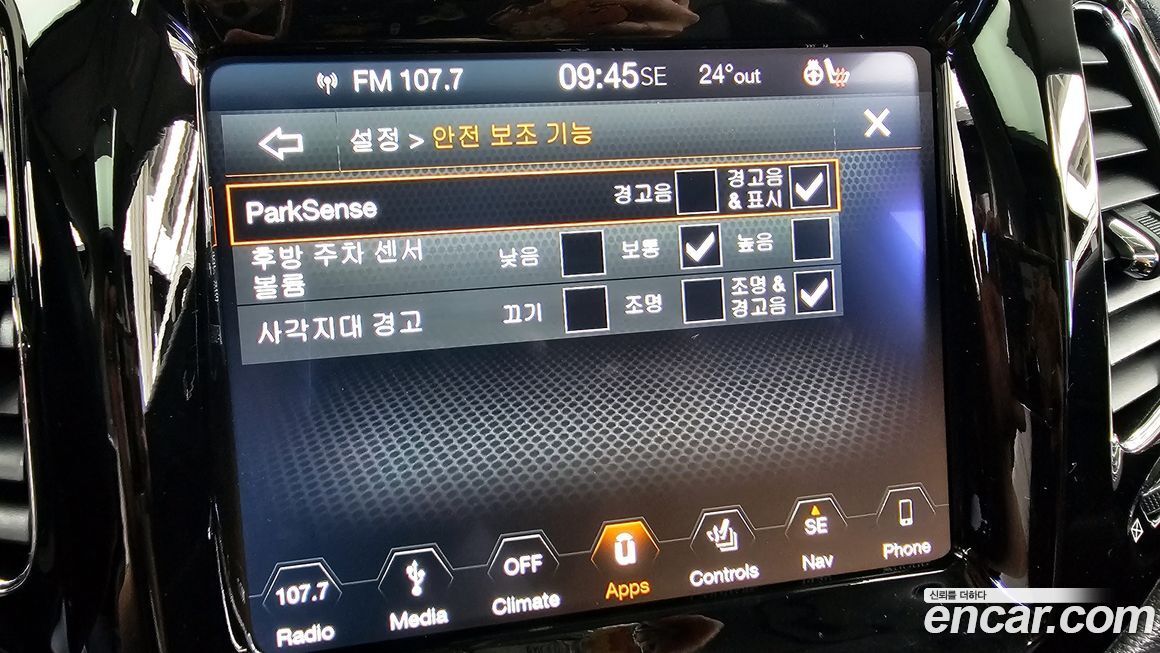 FM 107.7 09:45SE 24°out
설정 > 안전 보조 기능 X
ParkSense 경고음 경고음 & 표시
후방 주차 센서 볼륨 낮음 보통 높음
사각지대 경고 끄기 조명 조명 & 경고음
107.7 OFF SE
Radio Media Climate Apps Controls Nav Phone
신뢰를 더하다
encar.com